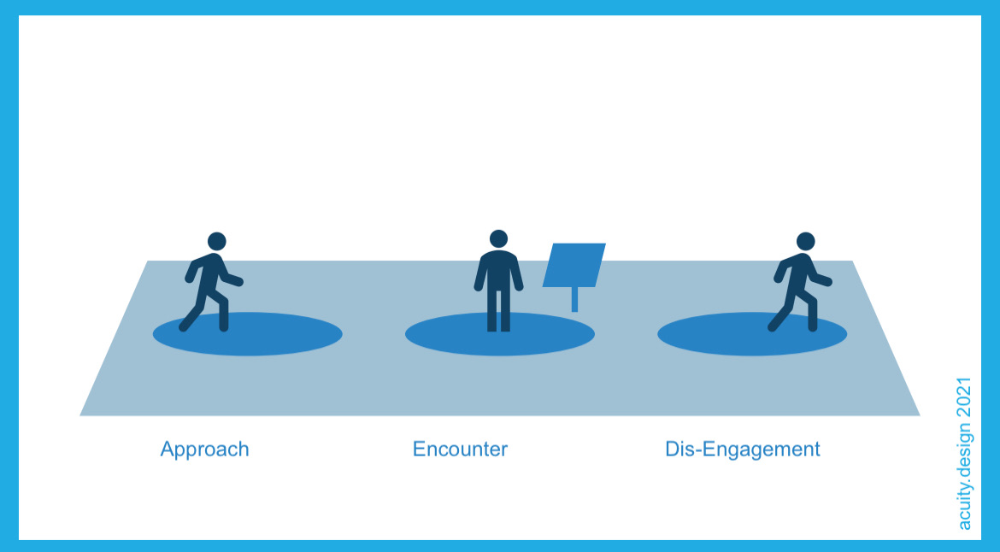 Approach
Encounter
Dis-Engagement
acuity.design 2021